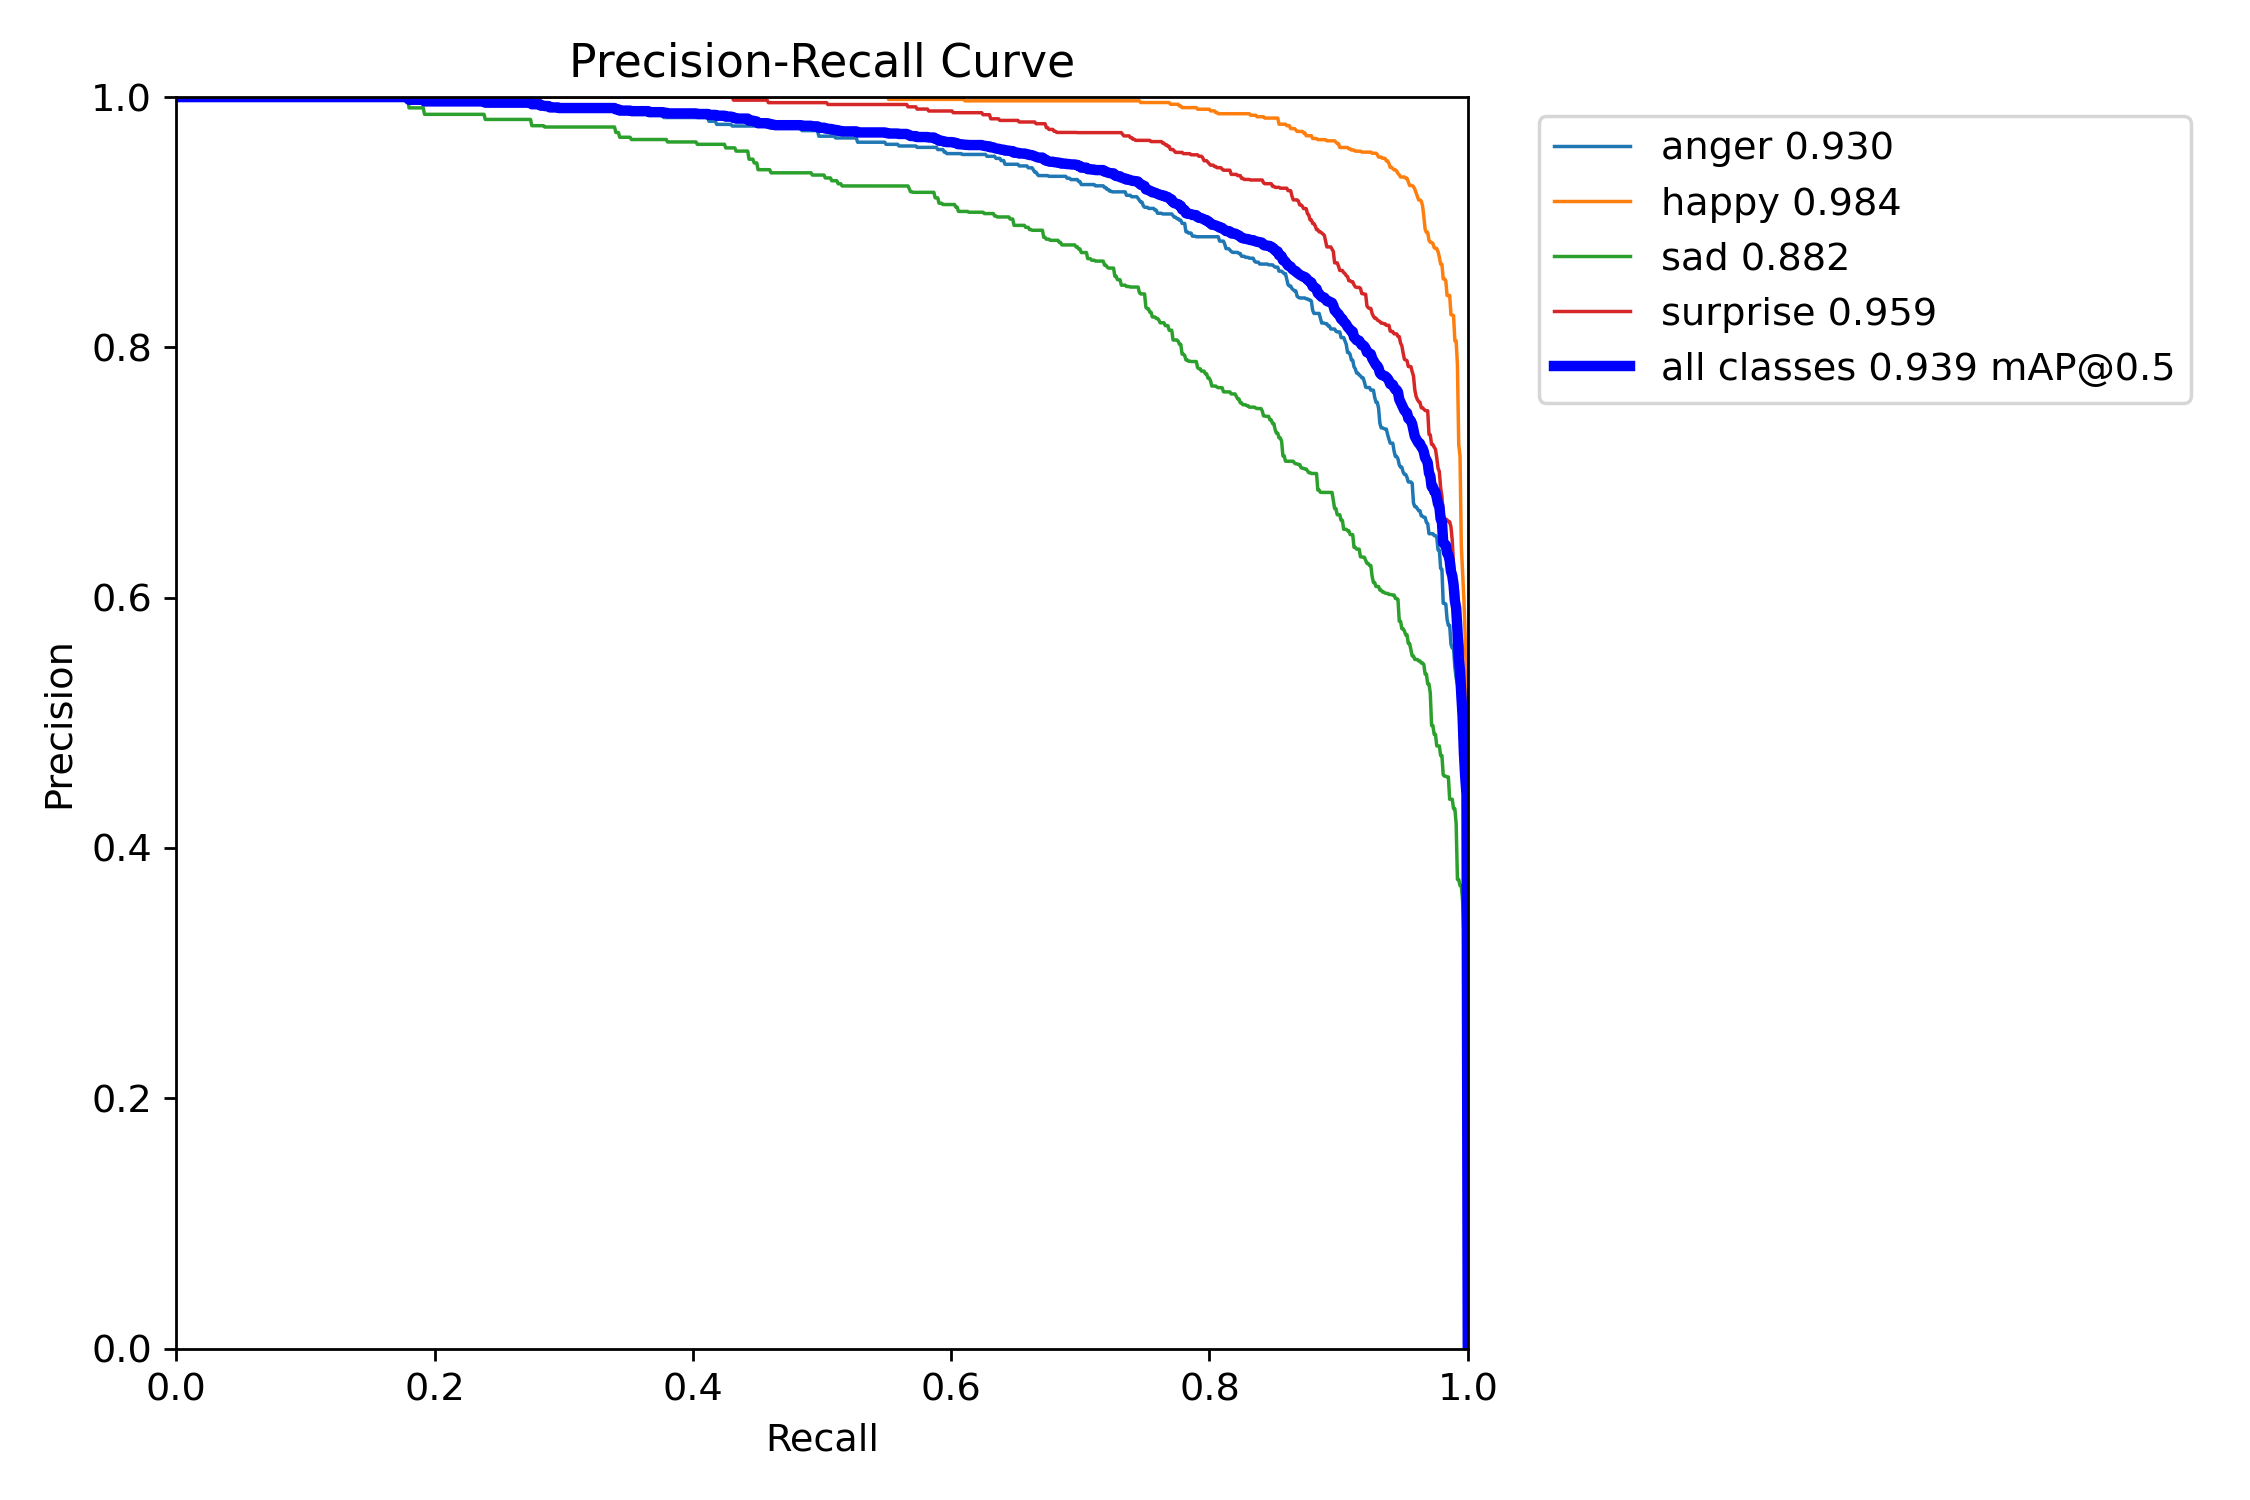 Precision-Recall Curve
1.0
0.8
0.6
0.4
0.2
0.0
Precision
0.0 0.2 0.4 0.6 0.8 1.0
Recall
anger 0.930
happy 0.984
sad 0.882
surprise 0.959
all classes 0.939 mAP@0.5